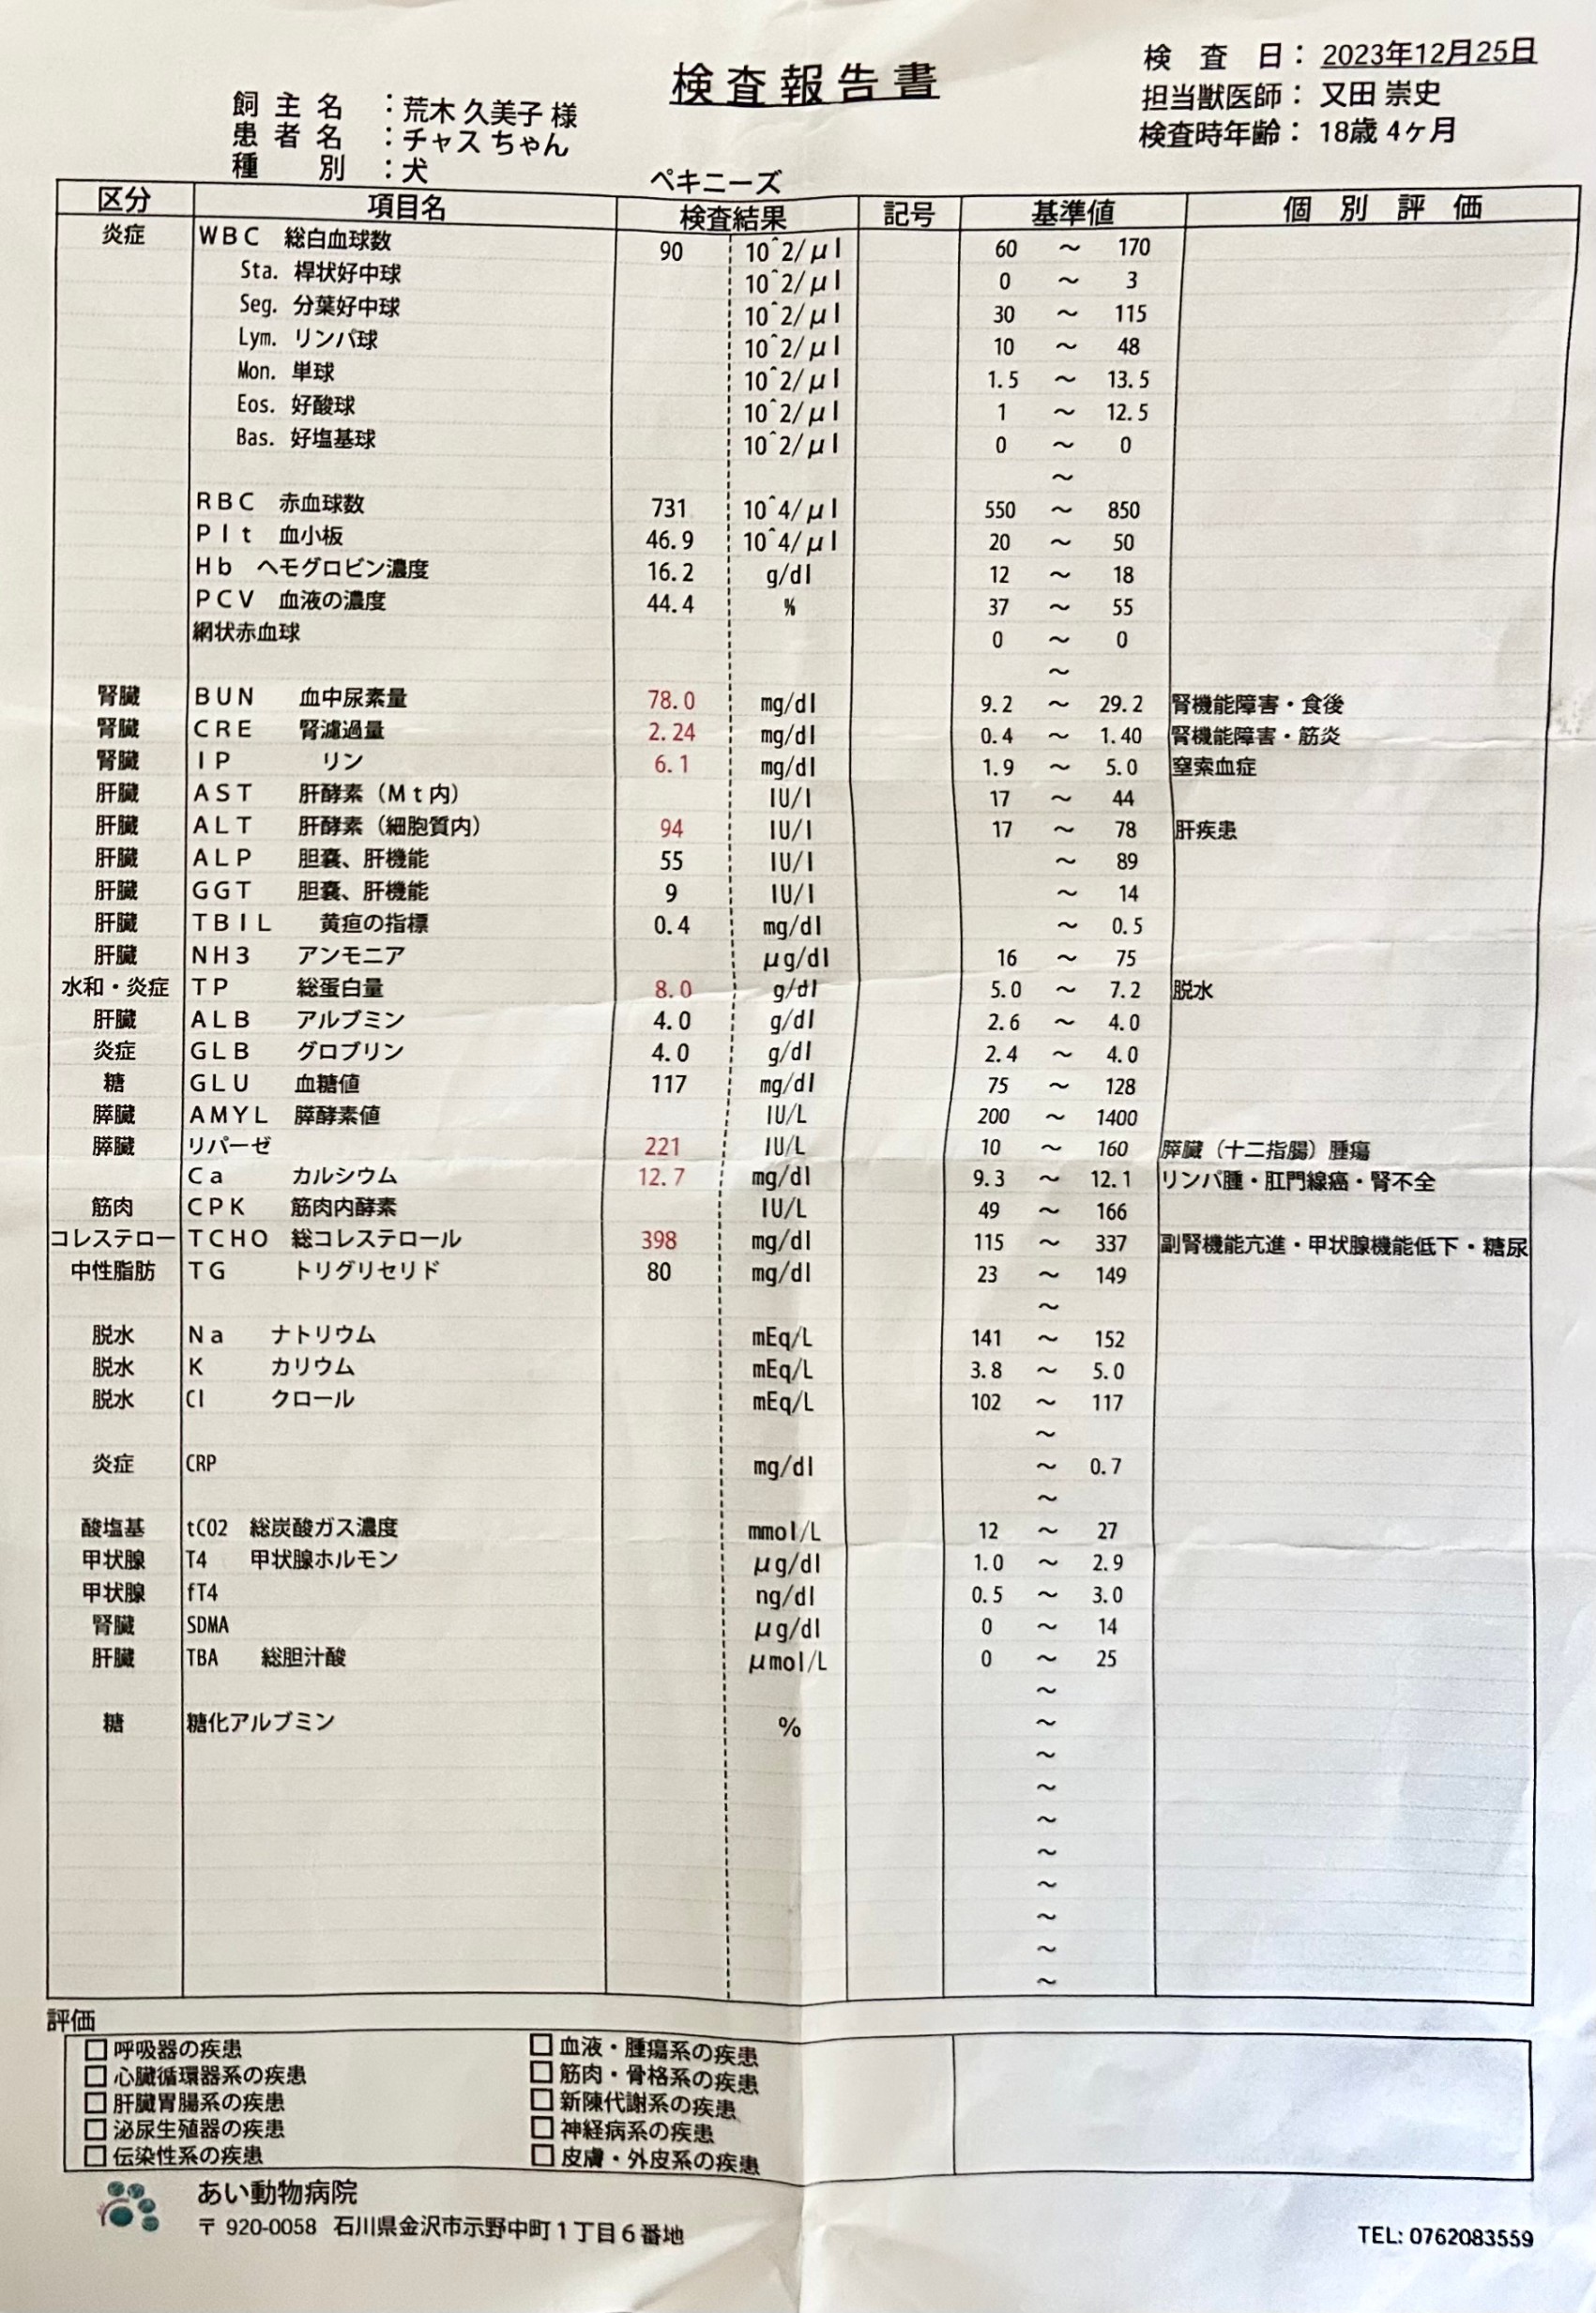 検査報告書
検 査 日： 2023年12月25日
担当獣医師： 又田 崇史
検査時年齢： 18歳 4ヶ月
飼 主 名 ：荒木 久美子 様
患 者 名 ：チャス ちゃん
種 別 ：犬 ペキニーズ
区分 項目名 検査結果 記号 基準値 個 別 評 価
炎症 WBC 総白血球数 90 10^2/μl 60 ～ 170
Sta. 桿状好中球 10^2/μl 0 ～ 3
Seg. 分葉好中球 10^2/μl 30 ～ 115
Lym. リンパ球 10^2/μl 10 ～ 48
Mon. 単球 10^2/μl 1.5 ～ 13.5
Eos. 好酸球 10^2/μl 1 ～ 12.5
Bas. 好塩基球 10^2/μl 0 ～ 0
～
RBC 赤血球数 731 10^4/μl 550 ～ 850
Plt 血小板 46.9 10^4/μl 20 ～ 50
Hb ヘモグロビン濃度 16.2 g/dl 12 ～ 18
PCV 血液の濃度 44.4 % 37 ～ 55
網状赤血球 0 ～ 0
～
腎臓 BUN 血中尿素量 78.0 mg/dl 9.2 ～ 29.2 腎機能障害・食後
腎臓 CRE 腎濾過量 2.24 mg/dl 0.4 ～ 1.40 腎機能障害・筋炎
腎臓 IP リン 6.1 mg/dl 1.9 ～ 5.0 窒素血症
肝臓 AST 肝酵素（Mt内） IU/l 17 ～ 44
肝臓 ALT 肝酵素（細胞質内） 94 IU/l 17 ～ 78 肝疾患
肝臓 ALP 胆嚢、肝機能 55 IU/l ～ 89
肝臓 GGT 胆嚢、肝機能 9 IU/l ～ 14
肝臓 TBIL 黄疸の指標 0.4 mg/dl ～ 0.5
肝臓 NH3 アンモニア μg/dl 16 ～ 75
水和・炎症 TP 総蛋白量 8.0 g/dl 5.0 ～ 7.2 脱水
肝臓 ALB アルブミン 4.0 g/dl 2.6 ～ 4.0
炎症 GLB グロブリン 4.0 g/dl 2.4 ～ 4.0
糖 GLU 血糖値 117 mg/dl 75 ～ 128
膵臓 AMYL 膵酵素値 IU/L 200 ～ 1400
膵臓 リパーゼ 221 IU/L 10 ～ 160 膵臓（十二指腸）腫瘍
Ca カルシウム 12.7 mg/dl 9.3 ～ 12.1 リンパ腫・肛門線癌・腎不全
筋肉 CPK 筋肉内酵素 IU/L 49 ～ 166
コレステロー TCHO 総コレステロール 398 mg/dl 115 ～ 337 副腎機能亢進・甲状腺機能低下・糖尿
中性脂肪 TG トリグリセリド 80 mg/dl 23 ～ 149
～
脱水 Na ナトリウム mEq/L 141 ～ 152
脱水 K カリウム mEq/L 3.8 ～ 5.0
脱水 Cl クロール mEq/L 102 ～ 117
～
炎症 CRP mg/dl ～ 0.7
～
酸塩基 tCO2 総炭酸ガス濃度 mmol/L 12 ～ 27
甲状腺 T4 甲状腺ホルモン μg/dl 1.0 ～ 2.9
甲状腺 fT4 ng/dl 0.5 ～ 3.0
腎臓 SDMA μg/dl 0 ～ 14
肝臓 TBA 総胆汁酸 μmol/L 0 ～ 25
～
糖 糖化アルブミン % ～
～
～
～
～
～
～
～
～
評価
□ 呼吸器の疾患 □ 血液・腫瘍系の疾患
□ 心臓循環器系の疾患 □ 筋肉・骨格系の疾患
□ 肝臓胃腸系の疾患 □ 新陳代謝系の疾患
□ 泌尿生殖器の疾患 □ 神経病系の疾患
□ 伝染性系の疾患 □ 皮膚・外皮系の疾患
あい動物病院
〒 920-0058 石川県金沢市示野中町１丁目６番地
TEL: 0762083559